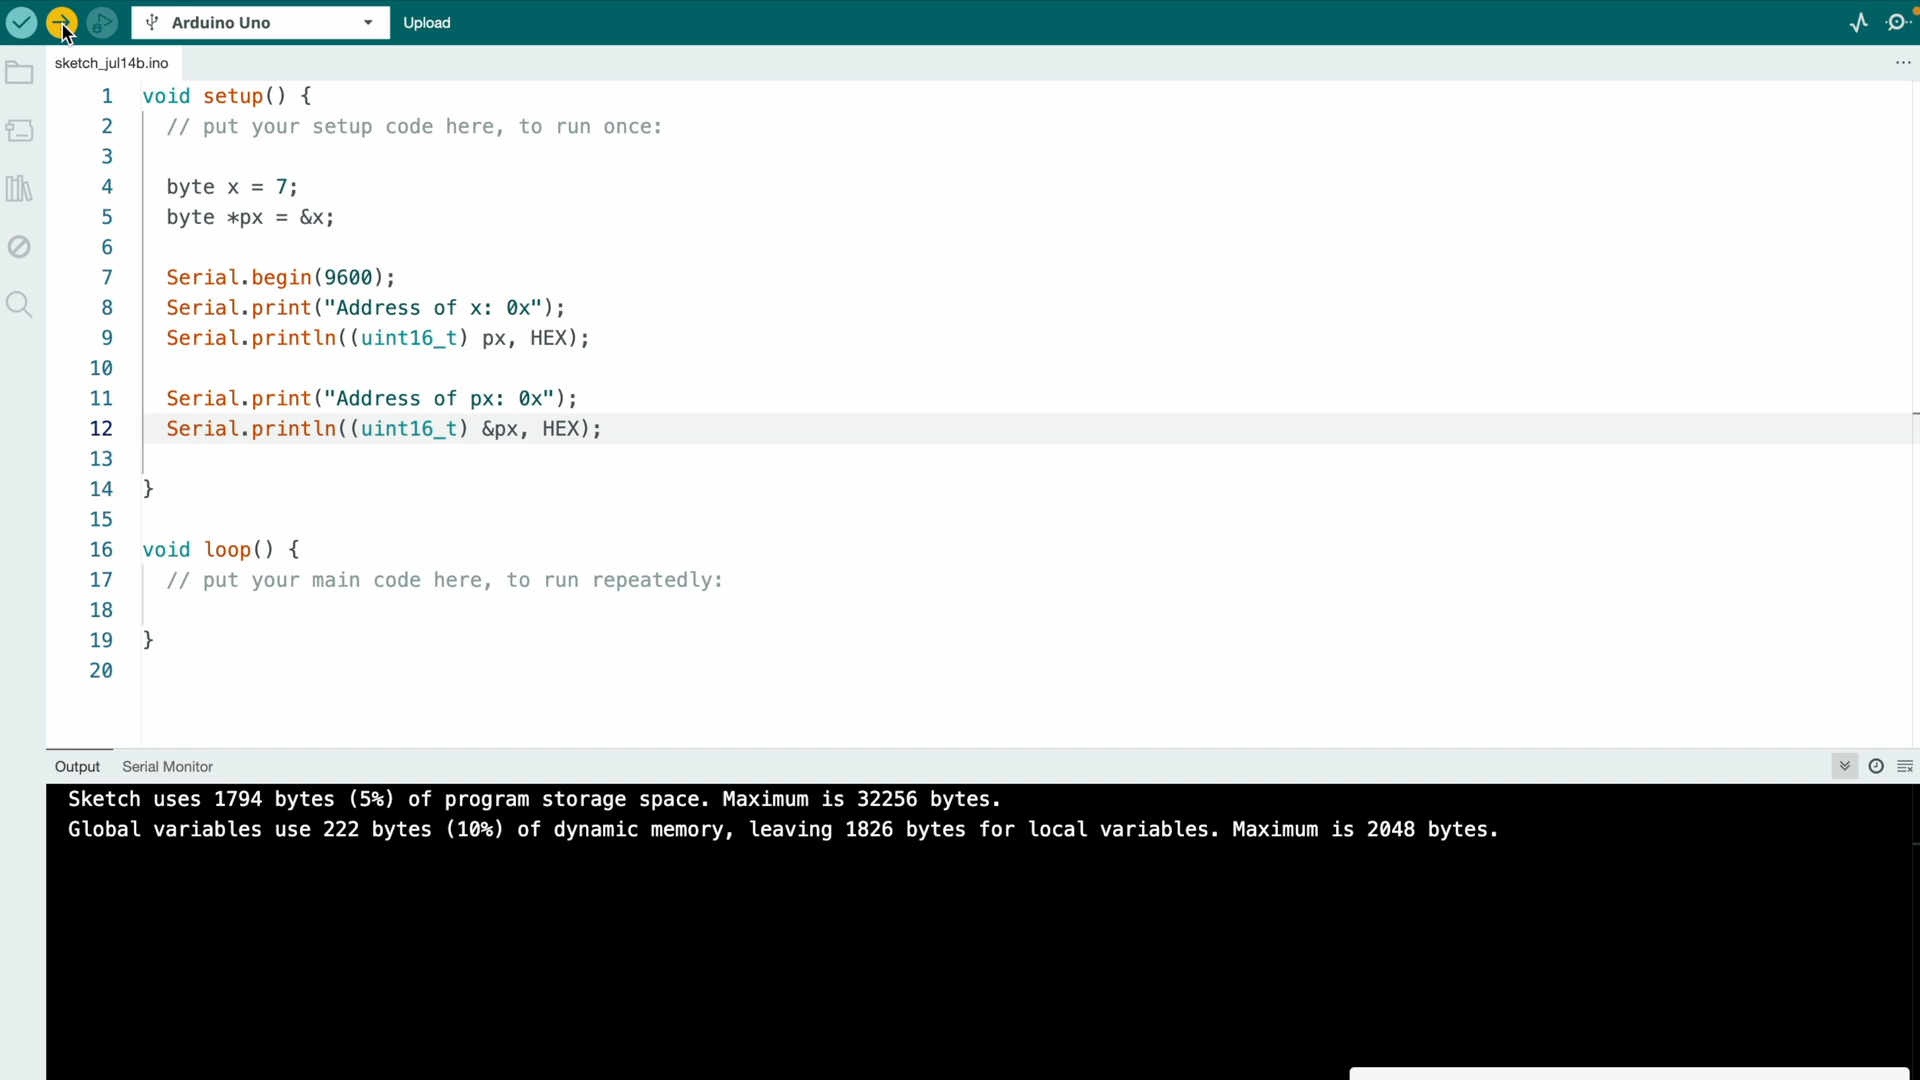 Arduino Uno
Upload
sketch_jul14b.ino
1 void setup() {
2 // put your setup code here, to run once:
3
4 byte x = 7;
5 byte *px = &x;
6
7 Serial.begin(9600);
8 Serial.print("Address of x: 0x");
9 Serial.println((uint16_t) px, HEX);
10
11 Serial.print("Address of px: 0x");
12 Serial.println((uint16_t) &px, HEX);
13
14 }
15
16 void loop() {
17 // put your main code here, to run repeatedly:
18
19 }
20
Output Serial Monitor
Sketch uses 1794 bytes (5%) of program storage space. Maximum is 32256 bytes.
Global variables use 222 bytes (10%) of dynamic memory, leaving 1826 bytes for local variables. Maximum is 2048 bytes.